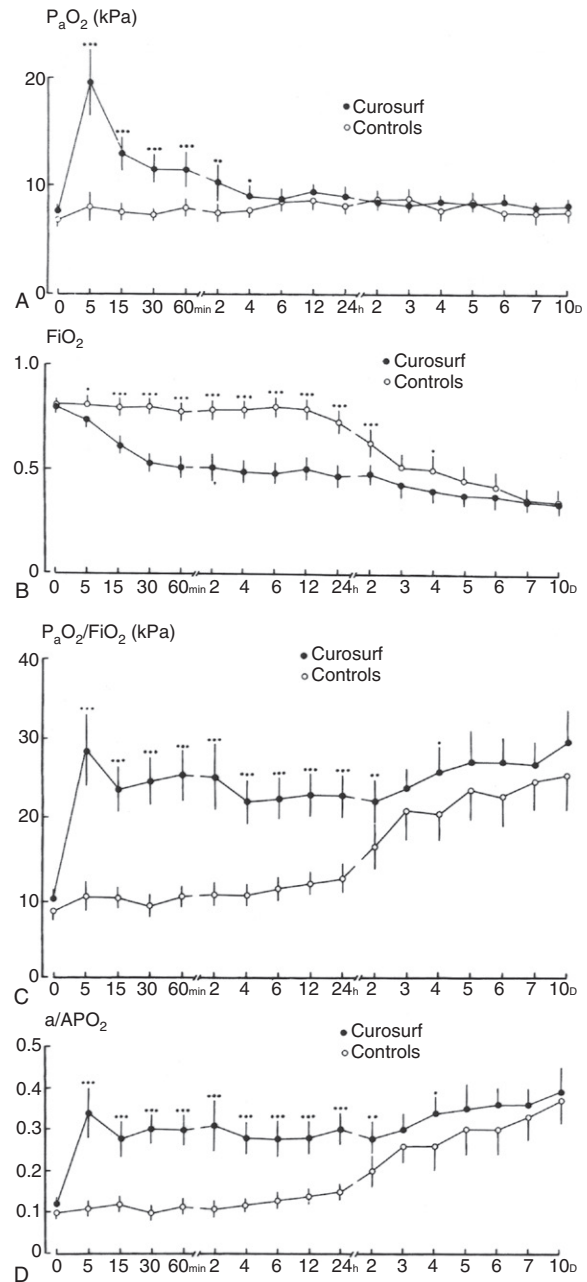 PaO2 (kPa)
20
10
0
Curosurf
Controls
A
0 5 15 30 60min 2 4 6 12 24h 2 3 4 5 6 7 10D
FiO2
1.0
0.5
0
Curosurf
Controls
B
0 5 15 30 60min 2 4 6 12 24h 2 3 4 5 6 7 10D
PaO2/FiO2 (kPa)
40
30
20
10
0
Curosurf
Controls
C
0 5 15 30 60min 2 4 6 12 24h 2 3 4 5 6 7 10D
a/APO2
0.5
0.4
0.3
0.2
0.1
0
Curosurf
Controls
D
0 5 15 30 60min 2 4 6 12 24h 2 3 4 5 6 7 10D